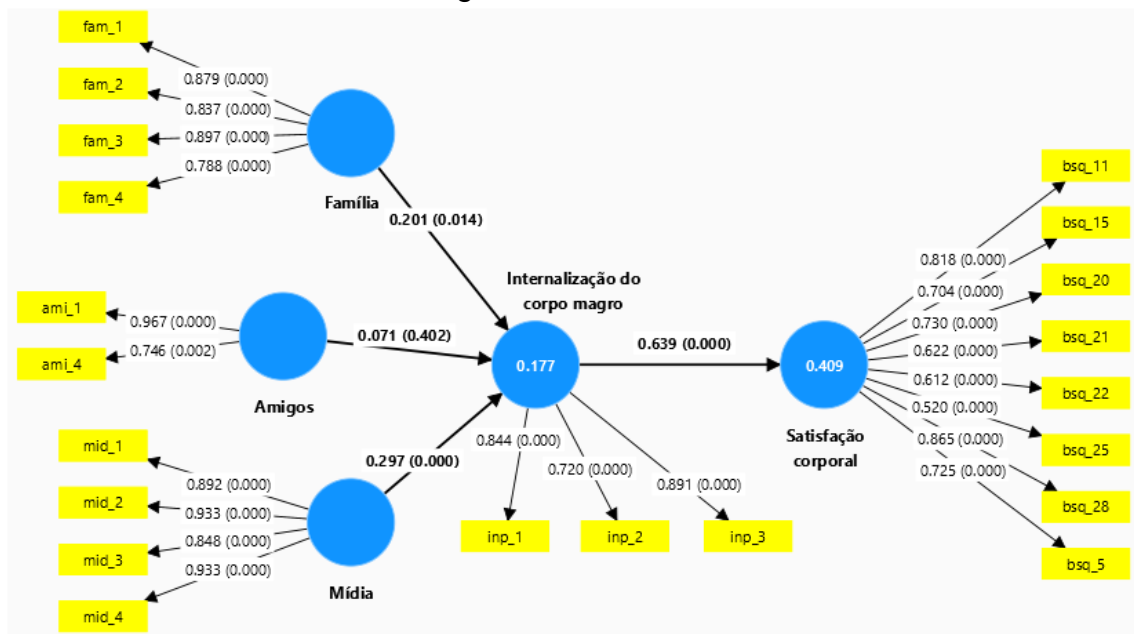 fam_1
fam_2
fam_3
fam_4
0.879 (0.000)
0.837 (0.000)
0.897 (0.000)
0.788 (0.000)
Família
0.201 (0.014)
ami_1
ami_4
0.967 (0.000)
0.746 (0.002)
Amigos
0.071 (0.402)
mid_1
mid_2
mid_3
mid_4
0.892 (0.000)
0.933 (0.000)
0.848 (0.000)
0.933 (0.000)
Mídia
0.297 (0.000)
Internalização do
corpo magro
0.177
0.844 (0.000)
0.720 (0.000)
0.891 (0.000)
inp_1
inp_2
inp_3
0.639 (0.000)
0.409
Satisfação
corporal
0.818 (0.000)
0.704 (0.000)
0.730 (0.000)
0.622 (0.000)
0.612 (0.000)
0.520 (0.000)
0.865 (0.000)
0.725 (0.000)
bsq_11
bsq_15
bsq_20
bsq_21
bsq_22
bsq_25
bsq_28
bsq_5